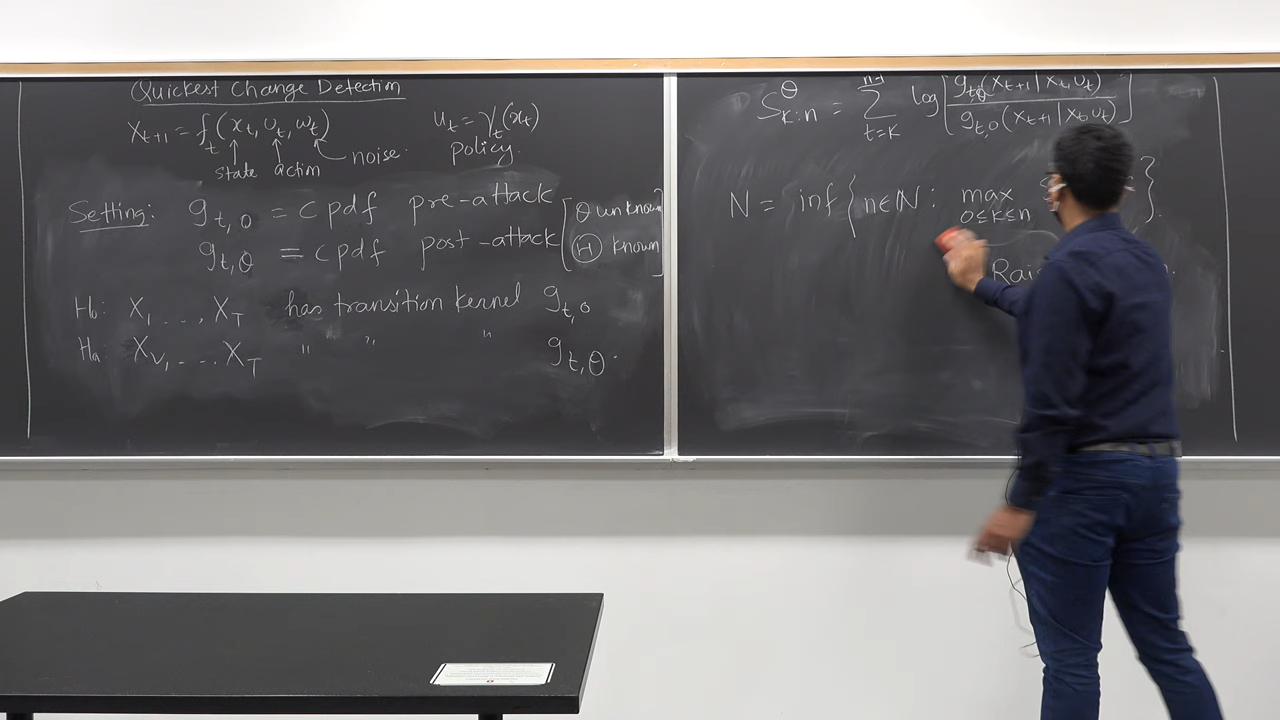 Quickest Change Detection
X_{t+1} = f_t(x_t, u_t, w_t)
u_t = γ_t(x_t)
state action noise.
policy.
Setting: g_{t,0} = cpdf pre-attack [θ unknown
g_{t,θ} = cpdf post-attack Ⓗ known]
H_0: X_1 ..., X_T has transition kernel g_{t,0}
H_a: X_ν, .... X_T " " " g_{t,θ}.
S^θ_{k:n} = Σ_{t=k}^{n-1} log [g_{t,θ}(X_{t+1}|X_t,u_t) / g_{t,0}(X_{t+1}|X_t,u_t)]
N = inf { n∈ℕ : max_{0≤k≤n} }.